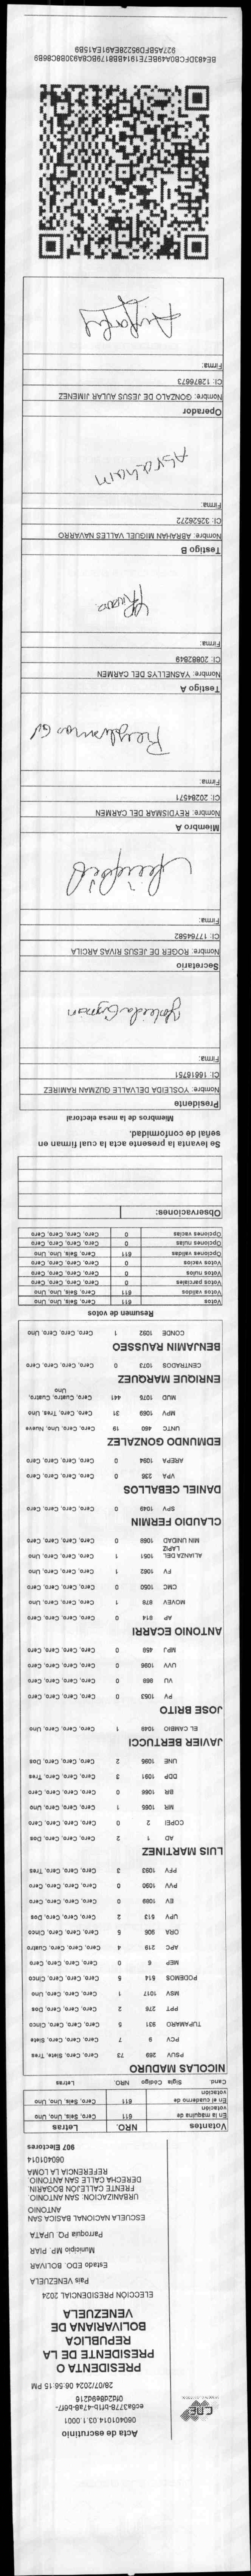 CNE
Acta de escrutinio
060401014.03.1.0001
ec6a3778-bf1b-47a8-b6f7-
0fd2d8e9d216
28/07/2024 06:56:15 PM
PRESIDENTA O
PRESIDENTE DE LA
REPUBLICA
BOLIVARIANA DE
VENEZUELA
ELECCIÓN PRESIDENCIAL 2024
Pais VENEZUELA
Estado EDO. BOLIVAR
Municipio MP. PIAR
Parroquia PQ. UPATA
ESCUELA NACIONAL BASICA SAN
ANTONIO
URBANIZACIÓN: SAN ANTONIO.
FRENTE CALLEJÓN BOGARIN.
DERECHA CALLE SAN ANTONIO.
REFERENCIA LA LOMA
060401014
907 Electores
Votantes NRO. Letras
En la máquina de votación 611 Cero, Seis, Uno, Uno
En el cuaderno de votación 611 Cero, Seis, Uno, Uno
Cand. Sigla Código NRO. Letras
NICOLAS MADURO
PSUV 269 73 Cero, Cero, Siete, Tres
PCV 9 7 Cero, Cero, Cero, Siete
TUPAMARO 931 5 Cero, Cero, Cero, Cinco
PPT 276 2 Cero, Cero, Cero, Dos
MSV 1017 1 Cero, Cero, Cero, Uno
PODEMOS 514 5 Cero, Cero, Cero, Cinco
MEP 6 0 Cero, Cero, Cero, Cero
APC 219 4 Cero, Cero, Cero, Cuatro
ORA 906 5 Cero, Cero, Cero, Cinco
UPV 513 2 Cero, Cero, Cero, Dos
EV 1089 0 Cero, Cero, Cero, Cero
PVV 1090 0 Cero, Cero, Cero, Cero
PFV 1093 3 Cero, Cero, Cero, Tres
LUIS MARTINEZ
AD 1 2 Cero, Cero, Cero, Dos
COPEI 2 0 Cero, Cero, Cero, Cero
MR 1065 1 Cero, Cero, Cero, Uno
BR 1066 0 Cero, Cero, Cero, Cero
DDP 1091 3 Cero, Cero, Cero, Tres
UNE 1095 2 Cero, Cero, Cero, Dos
JAVIER BERTUCCI
EL CAMBIO 1048 1 Cero, Cero, Cero, Uno
JOSE BRITO
PV 1053 0 Cero, Cero, Cero, Cero
VU 868 0 Cero, Cero, Cero, Cero
UVV 1096 0 Cero, Cero, Cero, Cero
MPJ 458 0 Cero, Cero, Cero, Cero
ANTONIO ECARRI
AP 814 0 Cero, Cero, Cero, Cero
MOVEV 878 1 Cero, Cero, Cero, Uno
CMC 1050 0 Cero, Cero, Cero, Cero
FV 1062 1 Cero, Cero, Cero, Uno
ALIANZA DEL LAPIZ 1051 1 Cero, Cero, Cero, Uno
MIN UNIDAD 1068 0 Cero, Cero, Cero, Cero
CLAUDIO FERMIN
SPV 1049 0 Cero, Cero, Cero, Cero
DANIEL CEBALLOS
VPA 236 0 Cero, Cero, Cero, Cero
AREPA 1094 0 Cero, Cero, Cero, Cero
EDMUNDO GONZALEZ
UNTC 460 19 Cero, Cero, Uno, Nueve
MPV 1069 31 Cero, Cero, Tres, Uno
MUD 1075 441 Cero, Cuatro, Cuatro,
Uno
ENRIQUE MARQUEZ
CENTRADOS 1073 0 Cero, Cero, Cero, Cero
BENJAMIN RAUSSEO
CONDE 1092 1 Cero, Cero, Cero, Uno
Resumen de votos
Votos 611 Cero, Seis, Uno, Uno
Votos validos 611 Cero, Seis, Uno, Uno
Votos parciales 0 Cero, Cero, Cero, Cero
Votos nulos 0 Cero, Cero, Cero, Cero
Votos vacíos 0 Cero, Cero, Cero, Cero
Opciones validas 611 Cero, Seis, Uno, Uno
Opciones nulas 0 Cero, Cero, Cero, Cero
Opciones vacías 0 Cero, Cero, Cero, Cero
Observaciones:
Se levanta la presente acta la cual firman en
señal de conformidad.
Miembros de la mesa electoral
Presidente
Nombre: YOSLEIDA DELVALLE GUZMAN RAMIREZ
CI: 16616751
Firma:
Yosleida Guzman
Secretario
Nombre: ROGER DE JESUS RIVAS ARCILA
CI: 17764582
Firma:
Miembro A
Nombre: REYDISMAR DEL CARMEN
CI: 20284571
Firma:
Reydismar
Testigo A
Nombre: YASNELLYS DEL CARMEN
CI: 20882849
Firma:
YRivero
Testigo B
Nombre: ABRAHAN MIGUEL VALLES NAVARRO
CI: 32526272
Firma:
Abraham
Operador
Nombre: GONZALO DE JESUS AULAR JIMENEZ
CI: 12876673
Firma:
BE483DFCB0A49BE7E1914BB8179BC8A930B8C86B9
927A5BFD95228EA91EA15B9